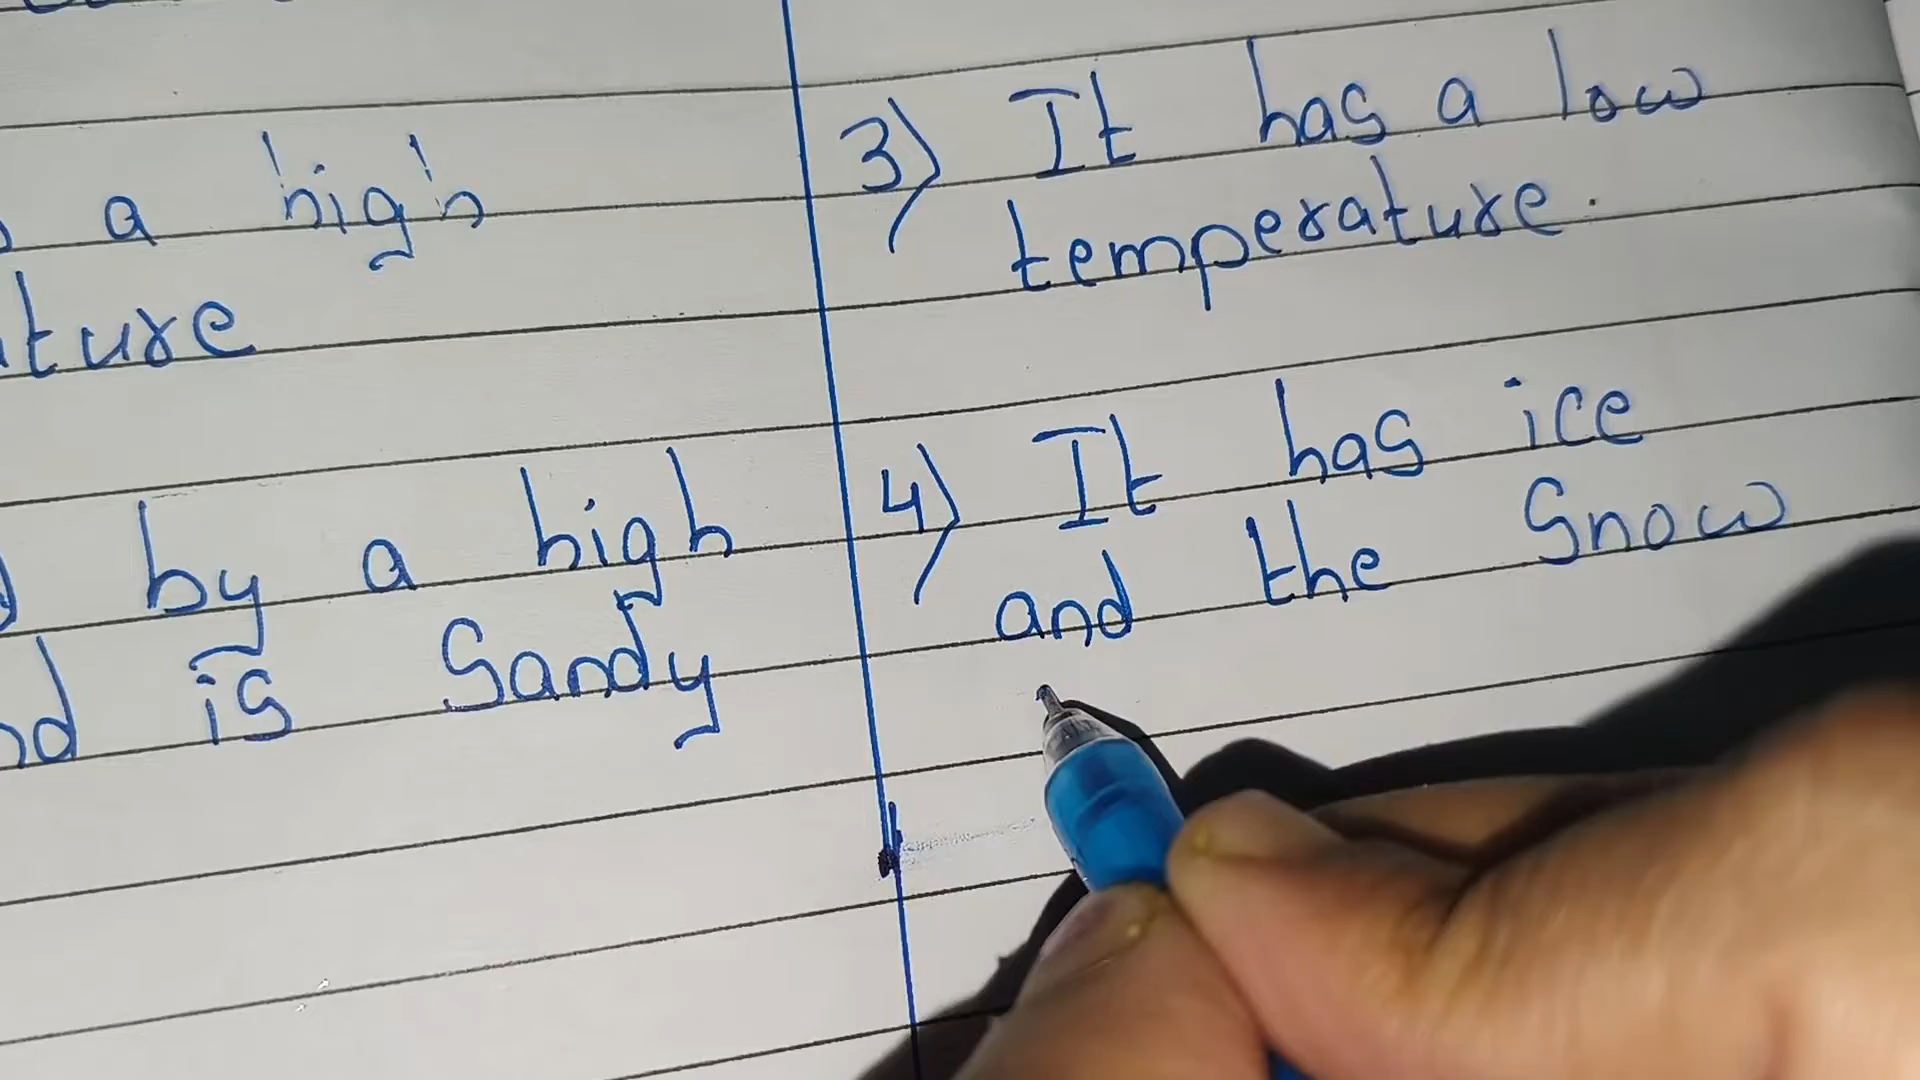 a high
ture
by a high
is Sandy
3) It has a low
temperature.
4) It has ice
and the Snow